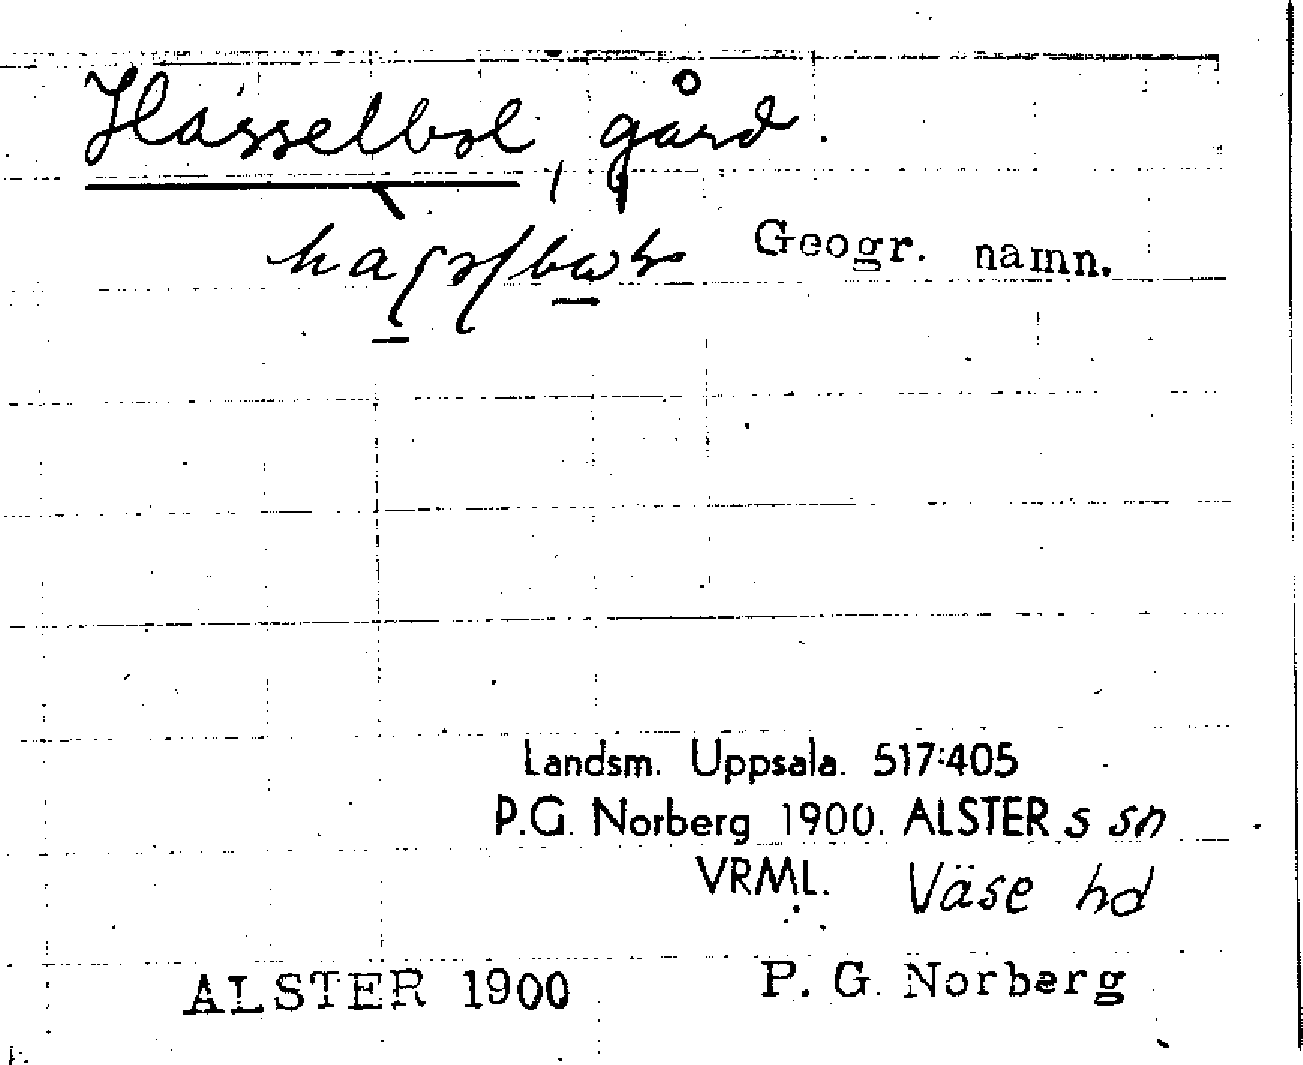 Hässelbol, gård.
Geogr. namn.
Landsm. Uppsala. 517:405
P.G. Norberg 1900. ALSTER s sn
VRML. Väse hd
ALSTER 1900 P. G. Norberg